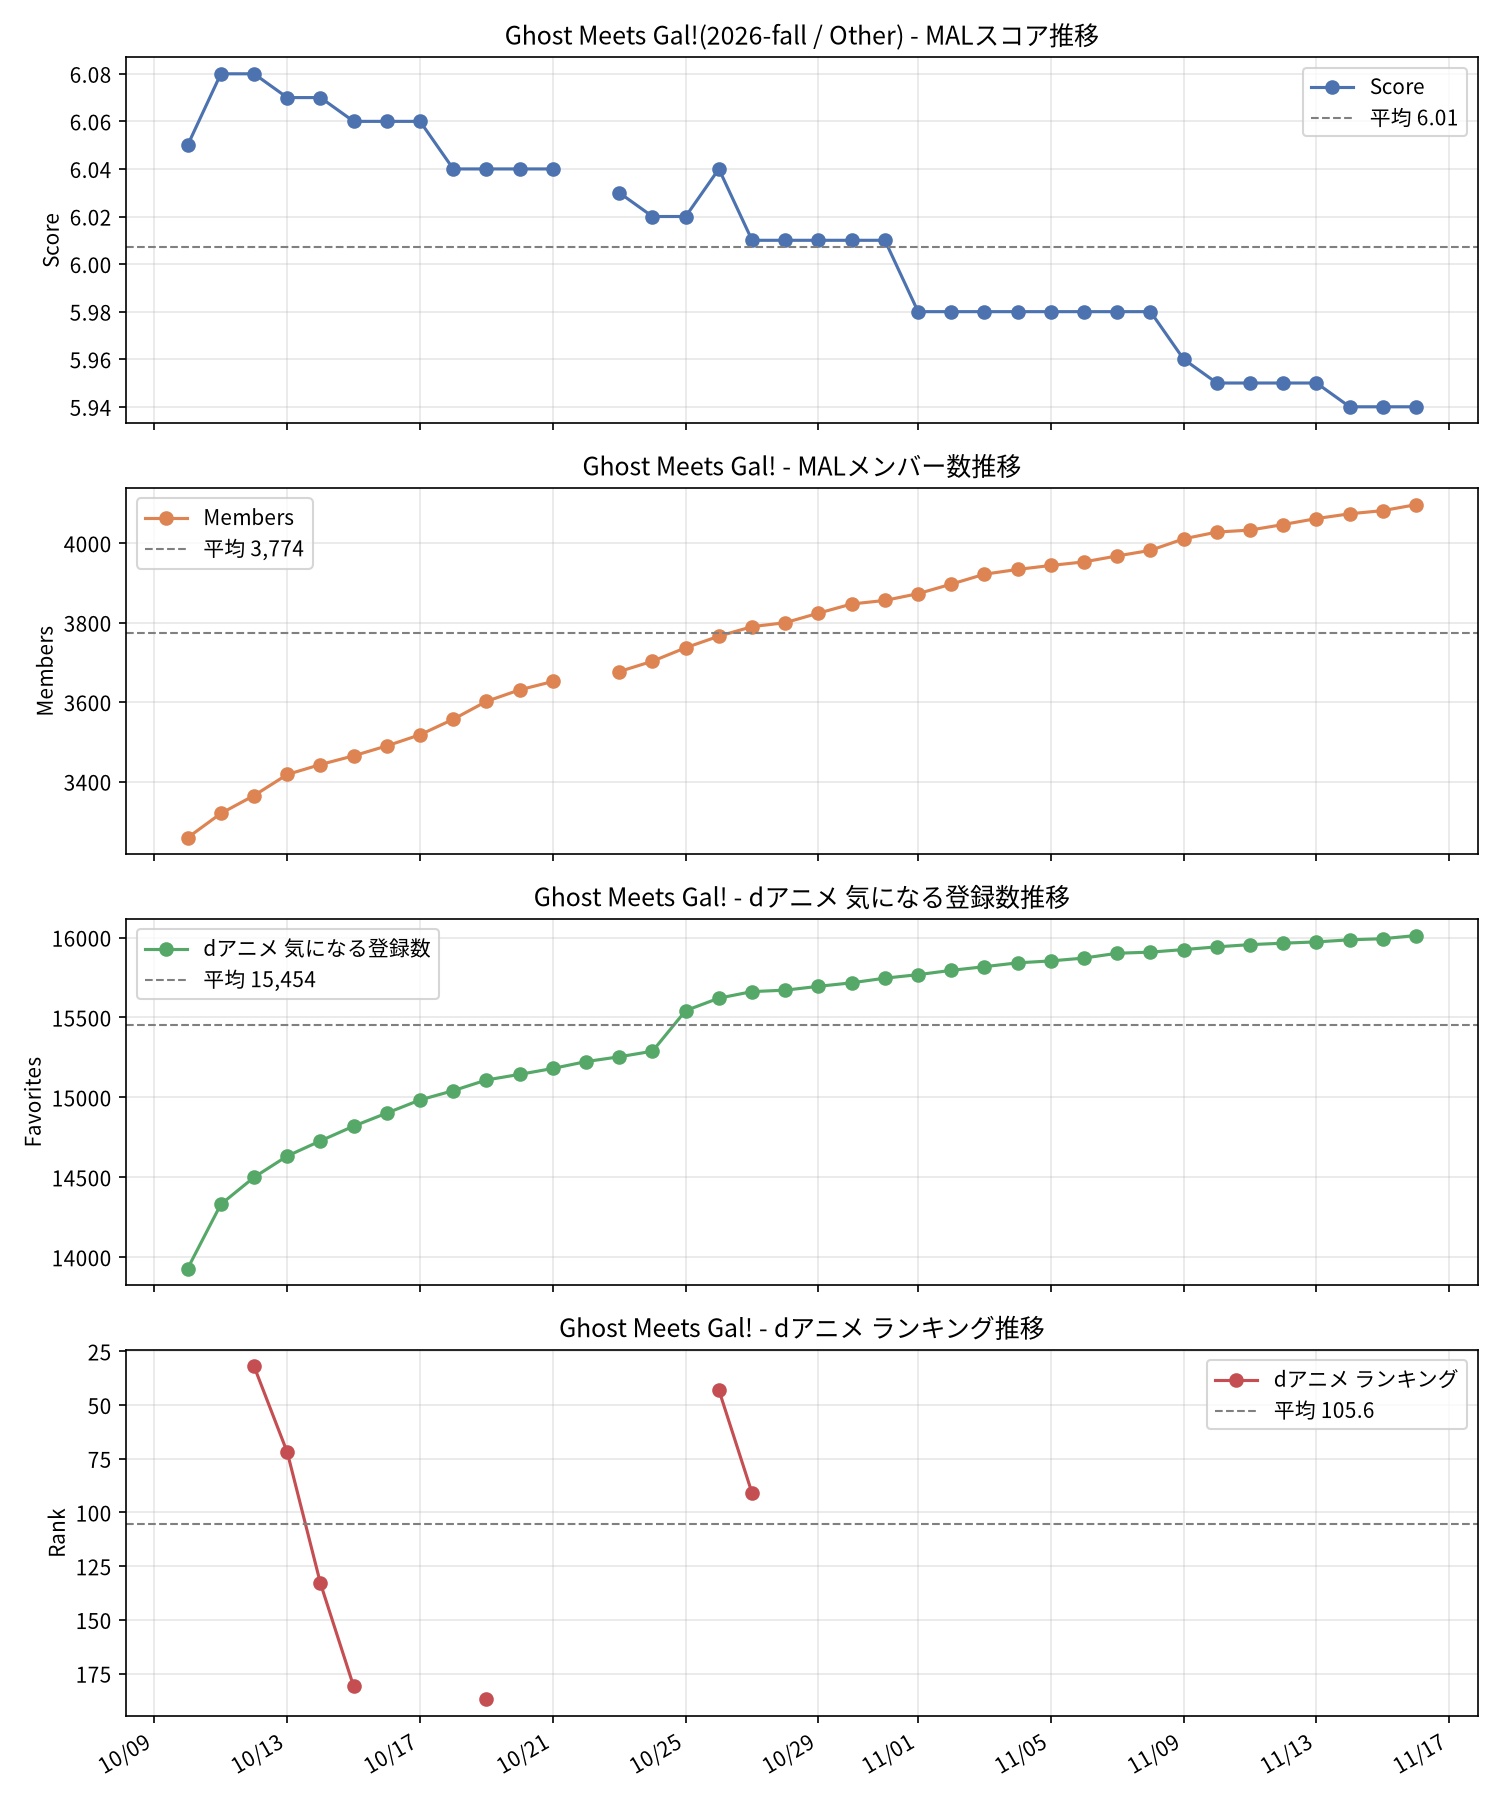 Ghost Meets Gal!(2026-fall / Other) - MALスコア推移
6.08
6.06
6.04
6.02
6.00
5.98
5.96
5.94
Score
Score
平均 6.01
Ghost Meets Gal! - MALメンバー数推移
4000
3800
3600
3400
Members
Members
平均 3,774
Ghost Meets Gal! - dアニメ 気になる登録数推移
16000
15500
15000
14500
14000
Favorites
dアニメ 気になる登録数
平均 15,454
Ghost Meets Gal! - dアニメ ランキング推移
25
50
75
100
125
150
175
Rank
dアニメ ランキング
平均 105.6
10/09
10/13
10/17
10/21
10/25
10/29
11/01
11/05
11/09
11/13
11/17